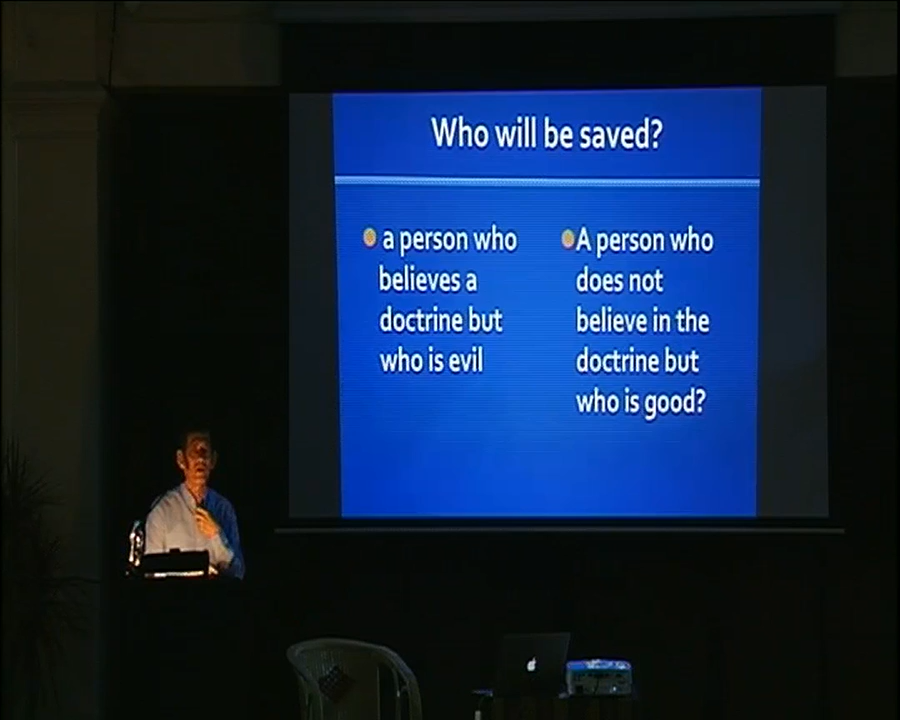 Who will be saved?
a person who
believes a
doctrine but
who is evil
A person who
does not
believe in the
doctrine but
who is good?